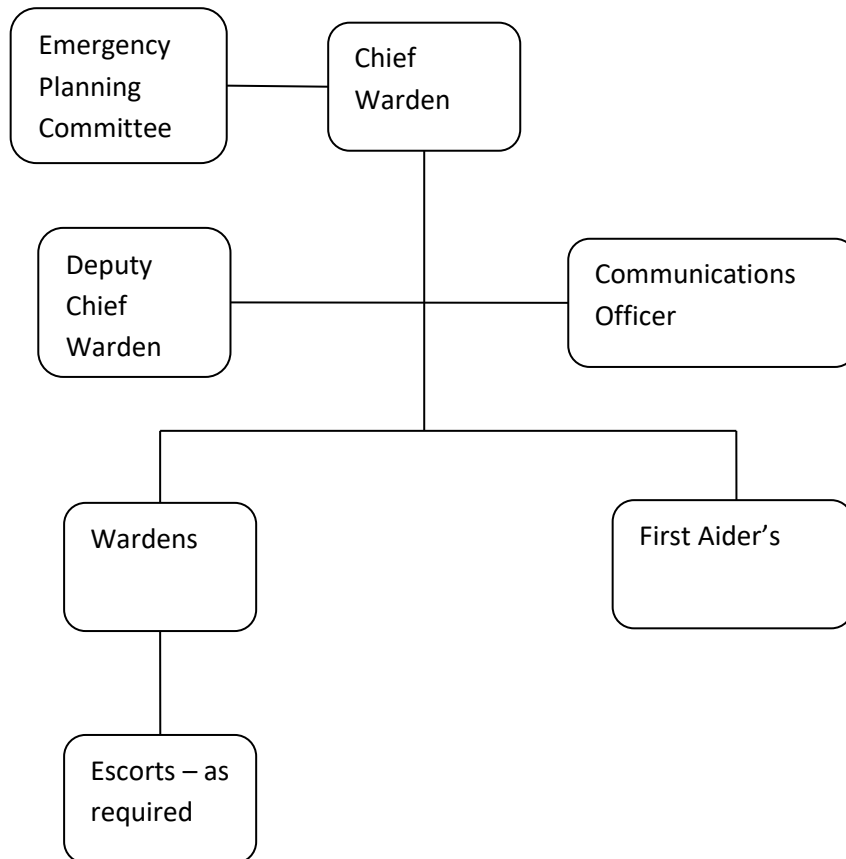 Emergency
Planning
Committee
Chief
Warden
Deputy
Chief
Warden
Communications
Officer
Wardens
First Aider’s
Escorts – as
required